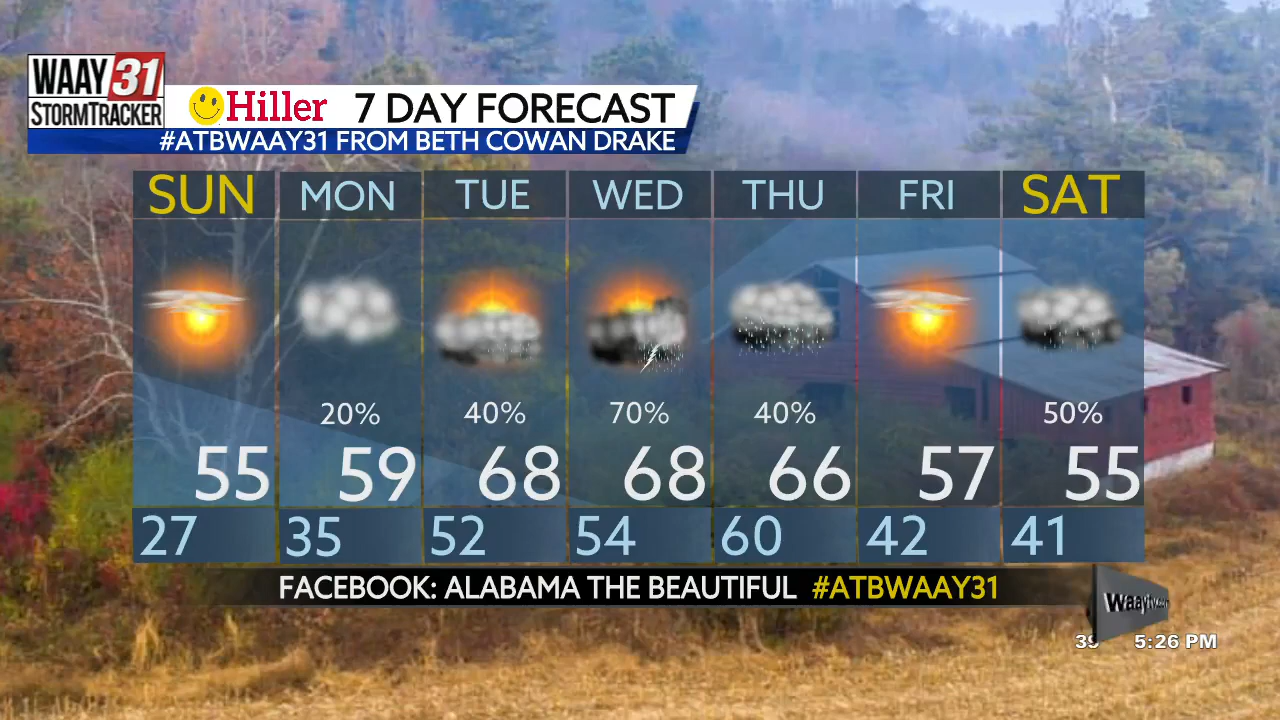 WAAY 31
STORMTRACKER
Hiller 7 DAY FORECAST
#ATBWAAY31 FROM BETH COWAN DRAKE
SUN MON TUE WED THU FRI SAT
20% 40% 70% 40% 50%
55 59 68 68 66 57 55
27 35 52 54 60 42 41
FACEBOOK: ALABAMA THE BEAUTIFUL #ATBWAAY31
5:26 PM